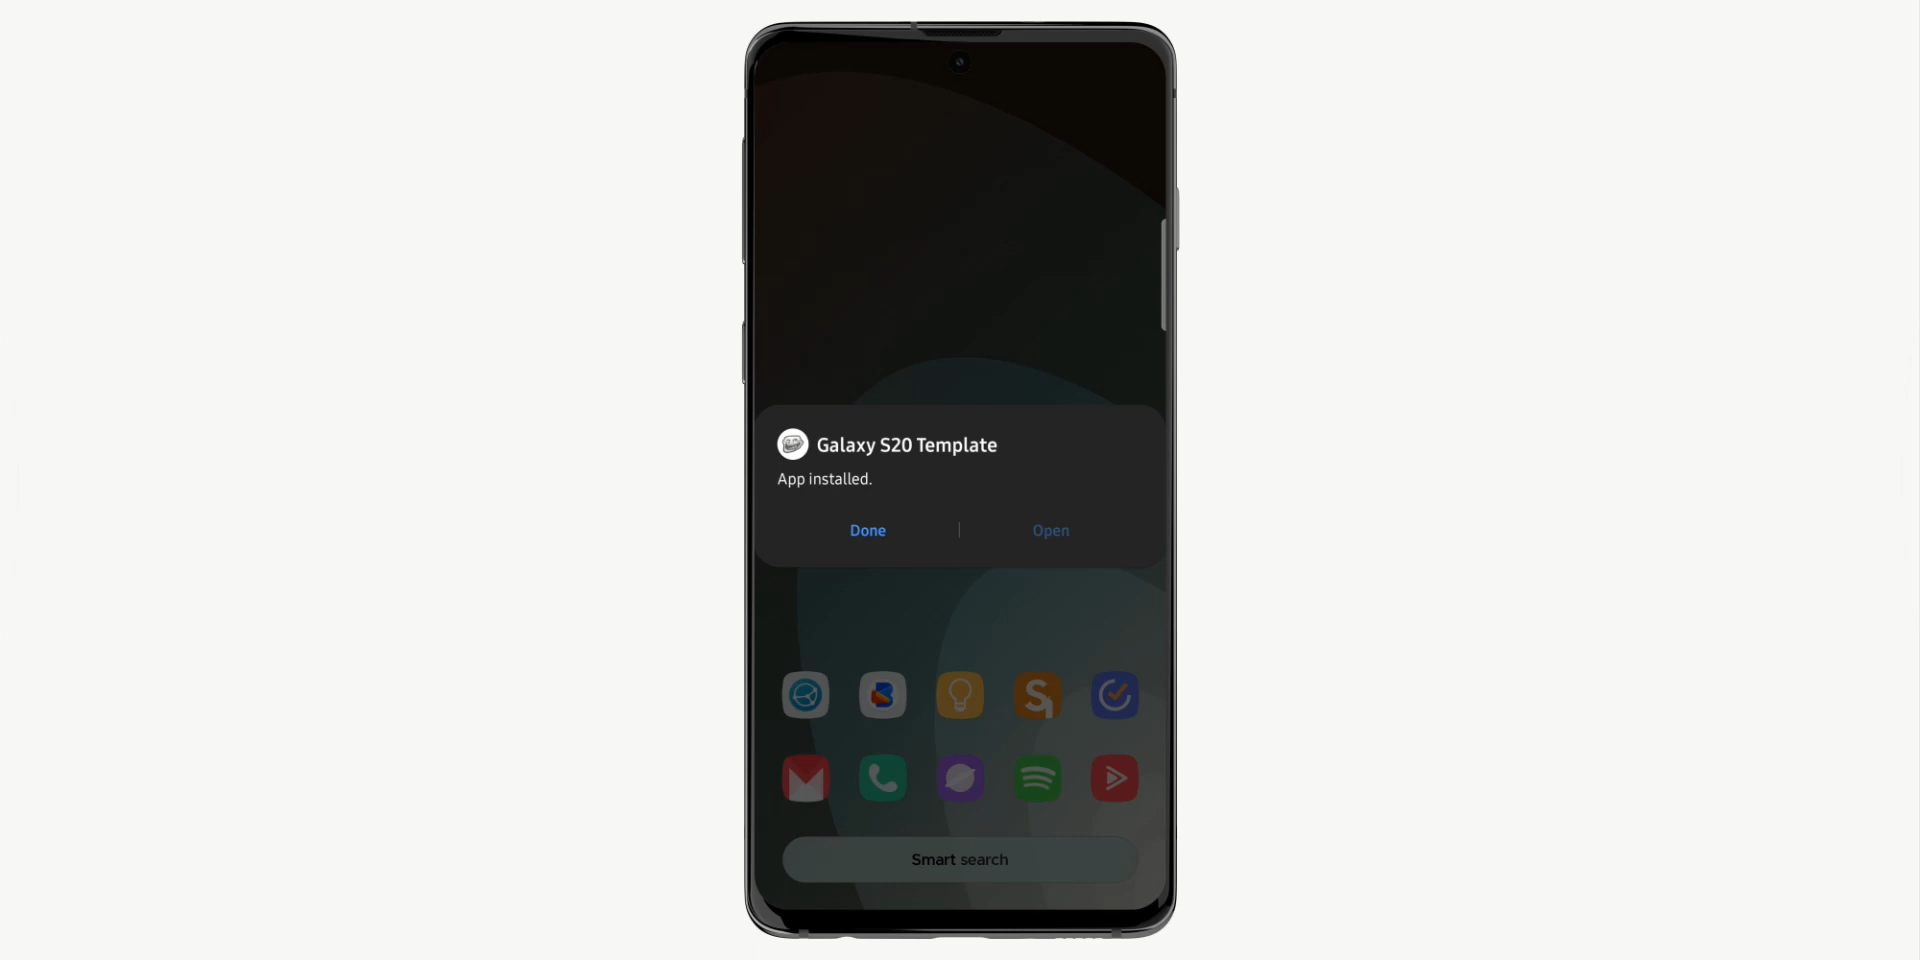 Galaxy S20 Template
App installed.
Done | Open
Smart search